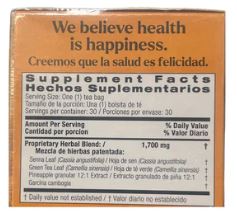 We believe health
is happiness.
Creemos que la salud es felicidad.
Supplement Facts
Hechos Suplementarios
Serving Size: One (1) tea bag
Tamaño de la porción: Una (1) bolsita de té
Servings per container: 30 / Porciones por envase: 30
Amount Per Serving % Daily Value
Cantidad por porción % Valor Diario
Proprietary Herbal Blend: / 1,700 mg †
Mezcla de hierbas patentada:
Senna Leaf (Cassia angustifolia) / Hoja de sen (Cassia angustifolia) †
Green Tea Leaf (Camellia sinensis) / Hoja de té verde (Camellia sinensis) †
Pineapple granular 12:1 Extract / Extracto granulado de piña 12:1 †
Garcinia cambogia †
† Daily value not established / † Valor diario no establecido